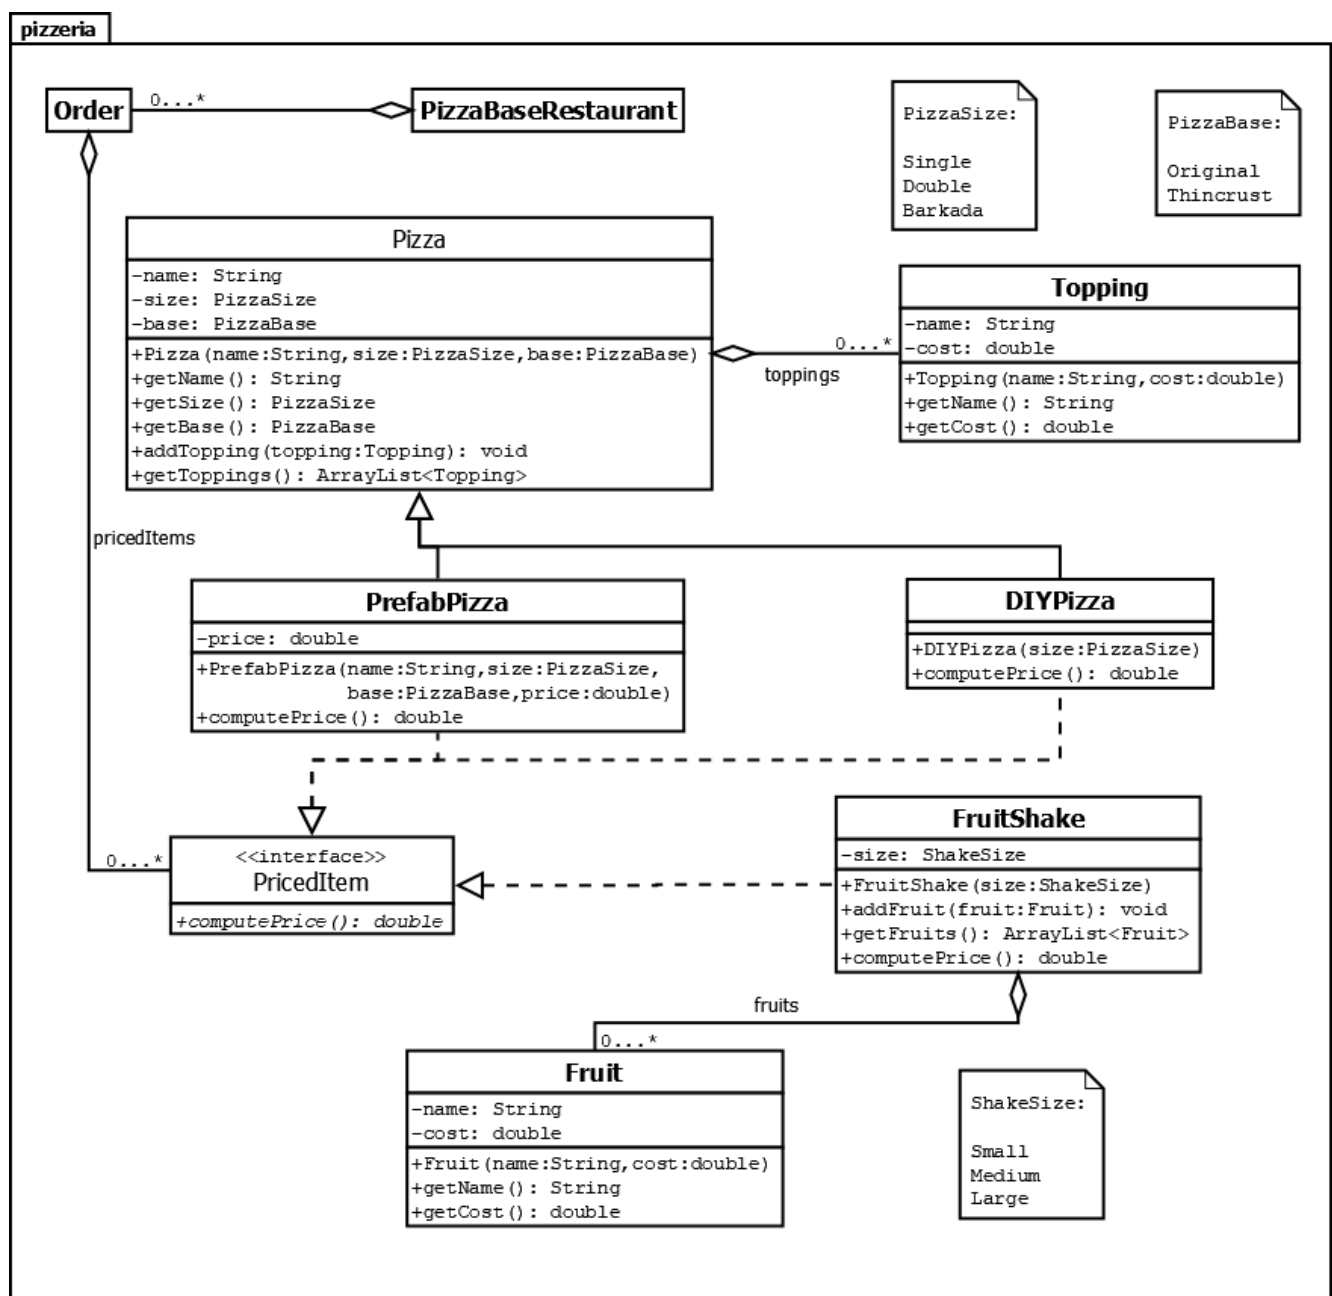 pizzeria
Order
0...*
PizzaBaseRestaurant
PizzaSize:
Single
Double
Barkada
PizzaBase:
Original
Thincrust
Pizza
-name: String
-size: PizzaSize
-base: PizzaBase
+Pizza(name:String,size:PizzaSize,base:PizzaBase)
+getName(): String
+getSize(): PizzaSize
+getBase(): PizzaBase
+addTopping(topping:Topping): void
+getToppings(): ArrayList<Topping>
0...*
toppings
Topping
-name: String
-cost: double
+Topping(name:String,cost:double)
+getName(): String
+getCost(): double
pricedItems
PrefabPizza
-price: double
+PrefabPizza(name:String,size:PizzaSize,
base:PizzaBase,price:double)
+computePrice(): double
DIYPizza
+DIYPizza(size:PizzaSize)
+computePrice(): double
0...*
<<interface>>
PricedItem
+computePrice(): double
FruitShake
-size: ShakeSize
+FruitShake(size:ShakeSize)
+addFruit(fruit:Fruit): void
+getFruits(): ArrayList<Fruit>
+computePrice(): double
fruits
0...*
Fruit
-name: String
-cost: double
+Fruit(name:String,cost:double)
+getName(): String
+getCost(): double
ShakeSize:
Small
Medium
Large